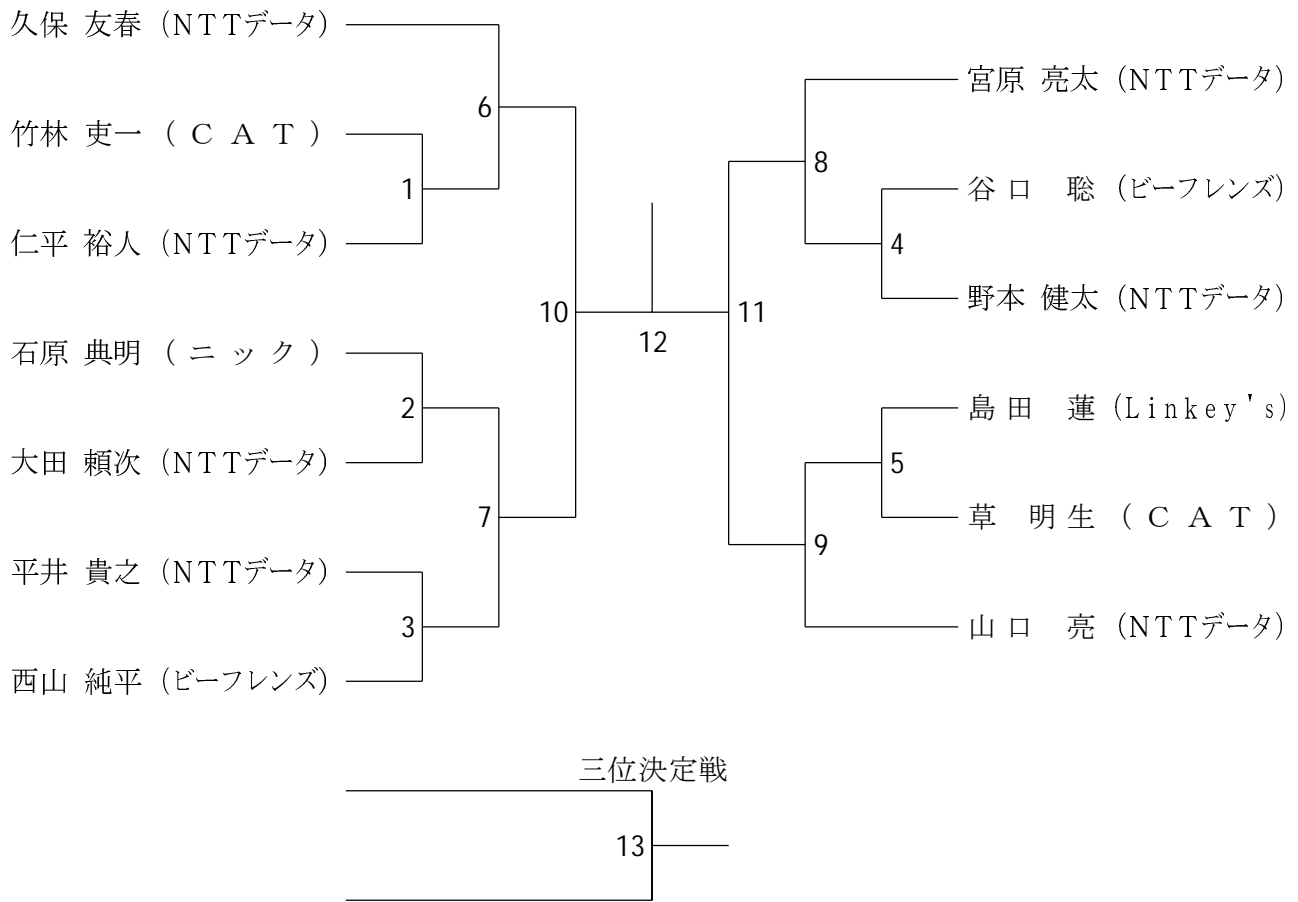 久保 友春 (ＮＴＴデータ)
6
竹林 吏一 ( Ｃ Ａ Ｔ )
1
仁平 裕人 (ＮＴＴデータ)
10
石原 典明 ( ニ ッ ク )
2
大田 頼次 (ＮＴＴデータ)
7
平井 貴之 (ＮＴＴデータ)
3
西山 純平 (ビーフレンズ)
12
宮原 亮太 (ＮＴＴデータ)
8
谷 口 聡 (ビーフレンズ)
4
野本 健太 (ＮＴＴデータ)
11
島 田 蓮 (Linkey's)
5
草 明 生 ( Ｃ Ａ Ｔ )
9
山 口 亮 (ＮＴＴデータ)
三位決定戦
13